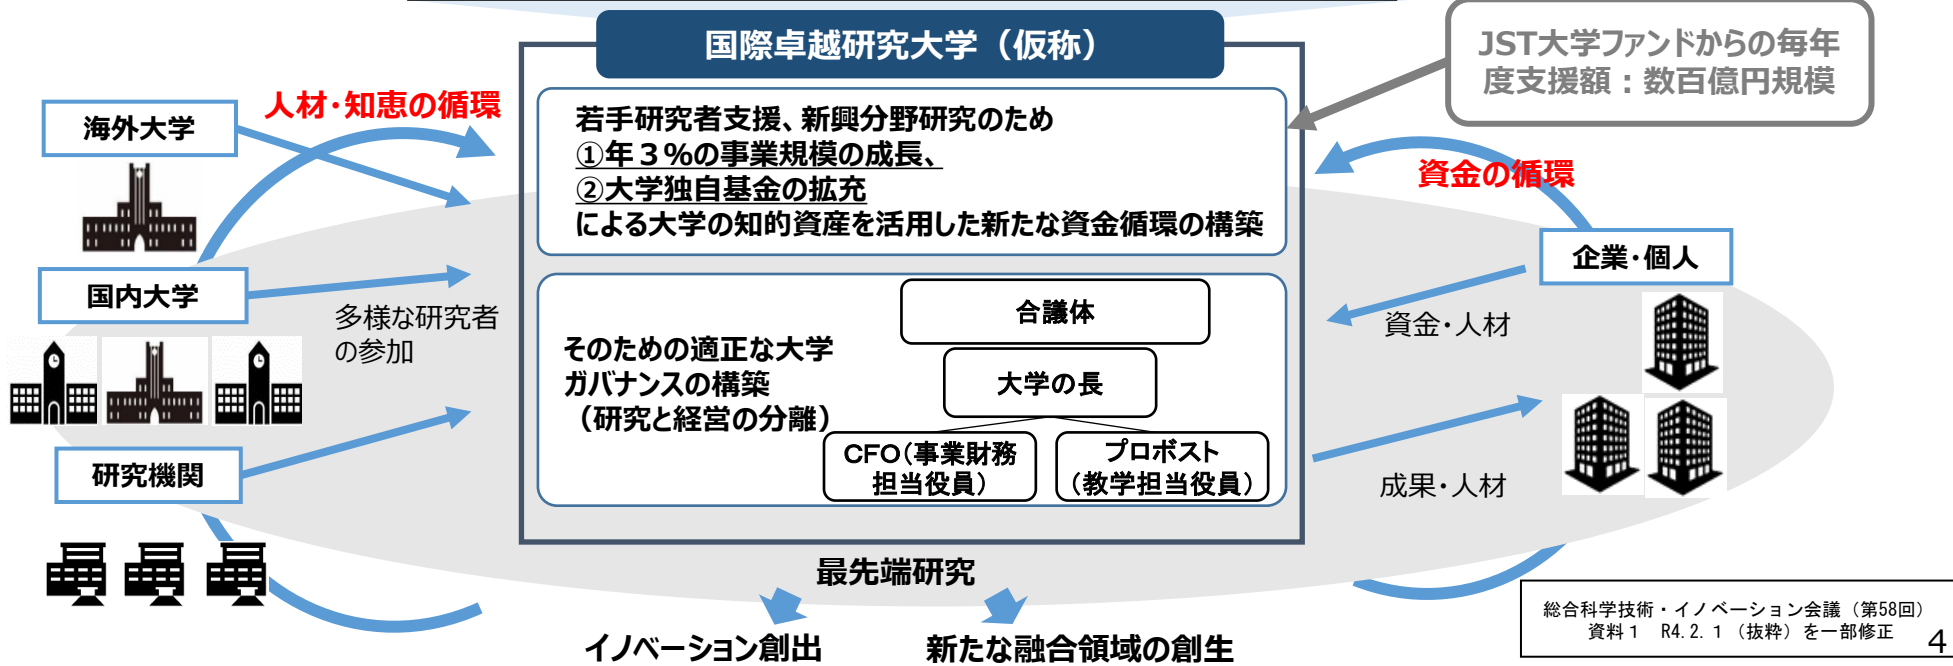 国際卓越研究大学（仮称）
JST大学ファンドからの毎年
度支援額：数百億円規模
人材・知恵の循環
海外大学
若手研究者支援、新興分野研究のため
①年３%の事業規模の成長、
②大学独自基金の拡充
による大学の知的資産を活用した新たな資金循環の構築
資金の循環
企業・個人
国内大学
多様な研究者
の参加
そのための適正な大学
ガバナンスの構築
（研究と経営の分離）
合議体
大学の長
CFO（事業財務
担当役員）
プロボスト
（教学担当役員）
資金・人材
成果・人材
研究機関
最先端研究
イノベーション創出
新たな融合領域の創生
総合科学技術・イノベーション会議（第58回）
資料１　R4.2.１（抜粋）を一部修正
4